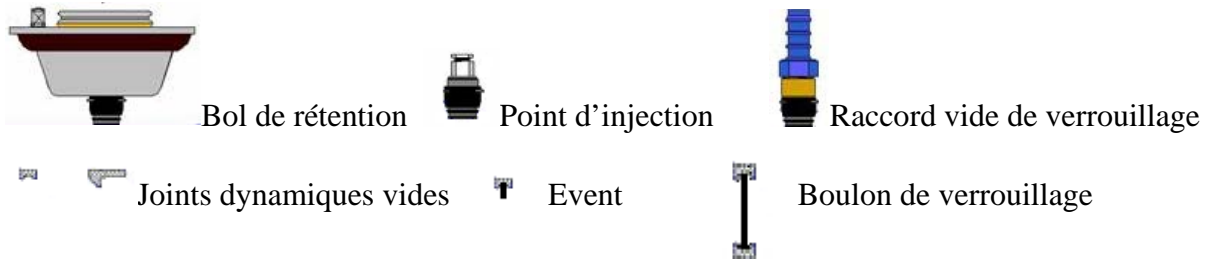 Bol de rétention Point d'injection Raccord vide de verrouillage
Joints dynamiques vides Event Boulon de verrouillage